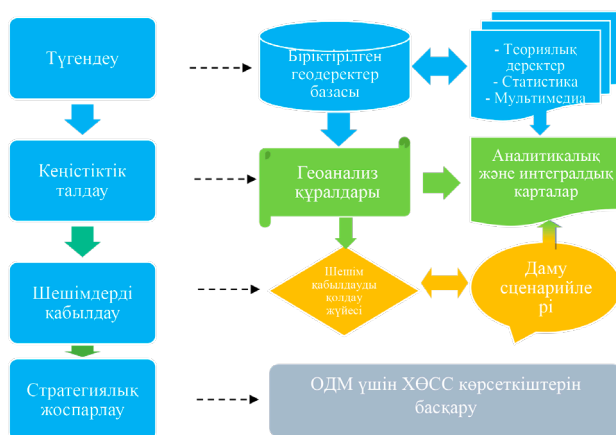 Түгендеу
Біріктірілген
геодеректер
базасы
- Теориялық
деректер
- Статистика
- Мультимедиа
Кеңістіктік
талдау
Геоанализ
құралдары
Аналитикалық
және интегралдық
карталар
Шешімдерді
қабылдау
Шешім
қабылдауды
қолдау
жүйесі
Даму
сценарийле
рі
Стратегиялық
жоспарлау
ОДМ үшін ХӨСС көрсеткіштерін
басқару